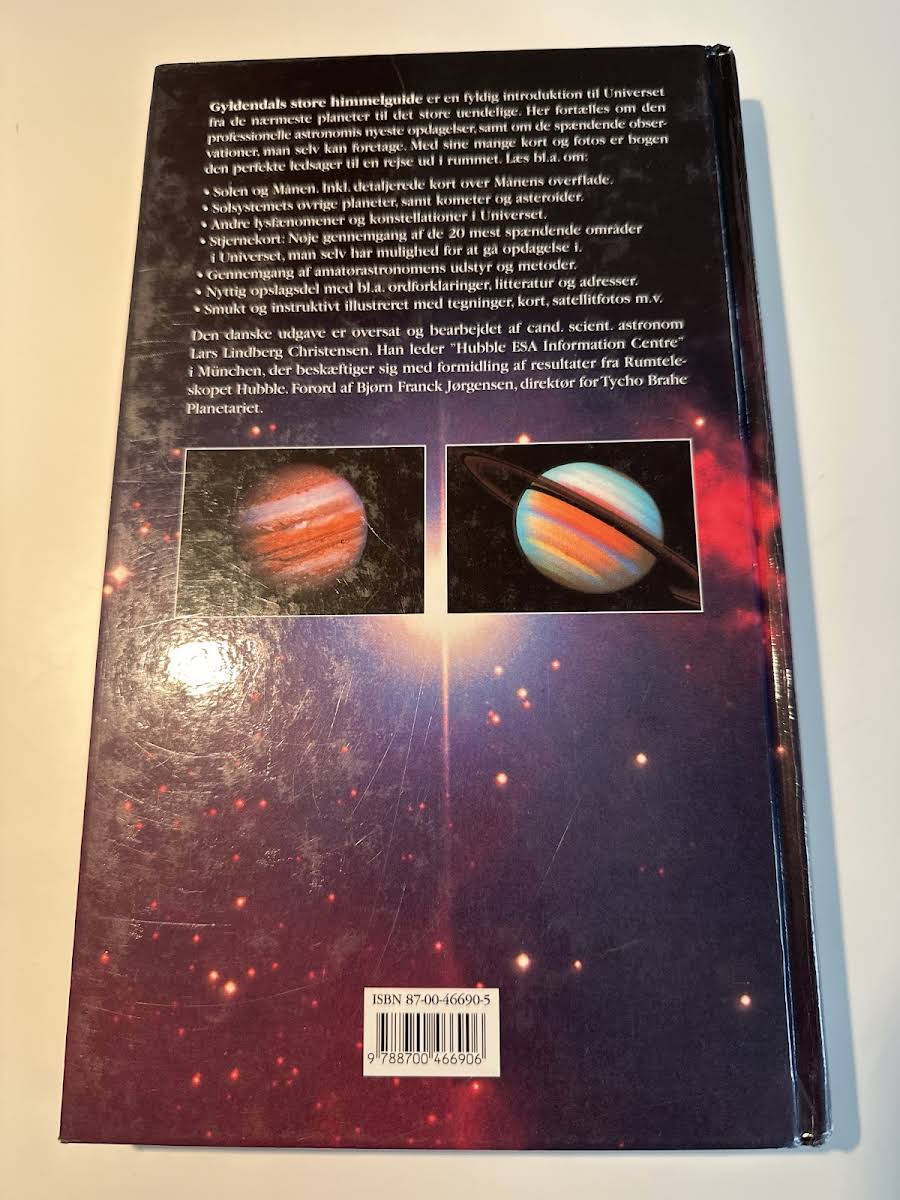 Gyldendals store himmelguide er en fyldig introduktion til Universet
fra de nærmeste planeter til det store uendelige. Her fortælles om den
professionelle astronomis nyeste opdagelser, samt om de spændende obser-
vationer, man selv kan foretage. Med sine mange kort og fotos er bogen
den perfekte ledsager til en rejse ud i rummet. Læs bl.a. om:
• Solen og Månen. Inkl. detaljerede kort over Månens overflade.
• Solsystemets øvrige planeter, samt kometer og asteroider.
• Andre lysfænomener og konstellationer i Universet.
• Stjernekort: Nøje gennemgang af de 20 mest spændende områder
i Universet, man selv har mulighed for at gå opdagelse i.
• Gennemgang af amatørastronomens udstyr og metoder.
• Nyttig opslagsdel med bl.a. ordforklaringer, litteratur og adresser.
• Smukt og instruktivt illustreret med tegninger, kort, satellitfotos m.v.
Den danske udgave er oversat og bearbejdet af cand. scient. astronom
Lars Lindberg Christensen. Han leder "Hubble ESA Information Centre"
i München, der beskæftiger sig med formidling af resultater fra Rumtele-
skopet Hubble. Forord af Bjørn Franck Jørgensen, direktør for Tycho Brahe
Planetariet.
ISBN 87-00-46690-5
9 788700 466906